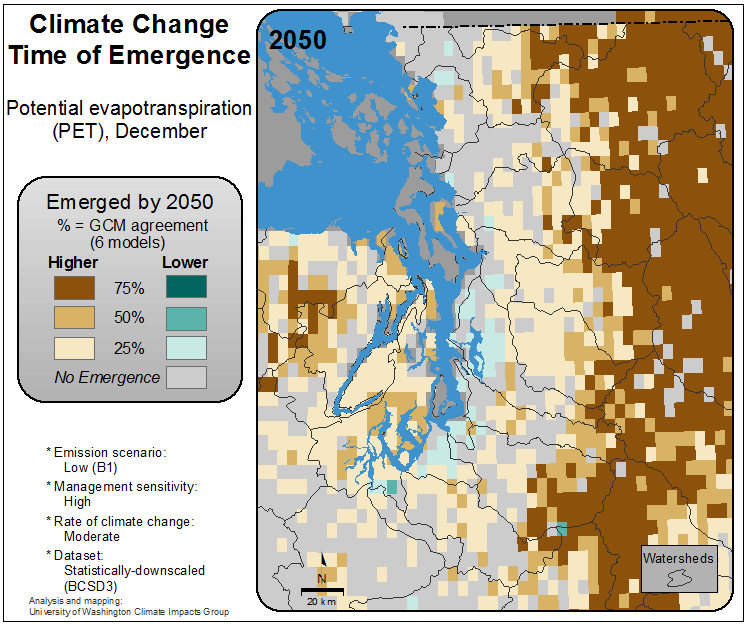 Climate Change
Time of Emergence
Potential evapotranspiration
(PET), December
Emerged by 2050
% = GCM agreement
(6 models)
Higher Lower
75%
50%
25%
No Emergence
* Emission scenario:
Low (B1)
* Management sensitivity:
High
* Rate of climate change:
Moderate
* Dataset:
Statistically-downscaled
(BCSD3)
Analysis and mapping:
University of Washington Climate Impacts Group
2050
N
20 km
Watersheds